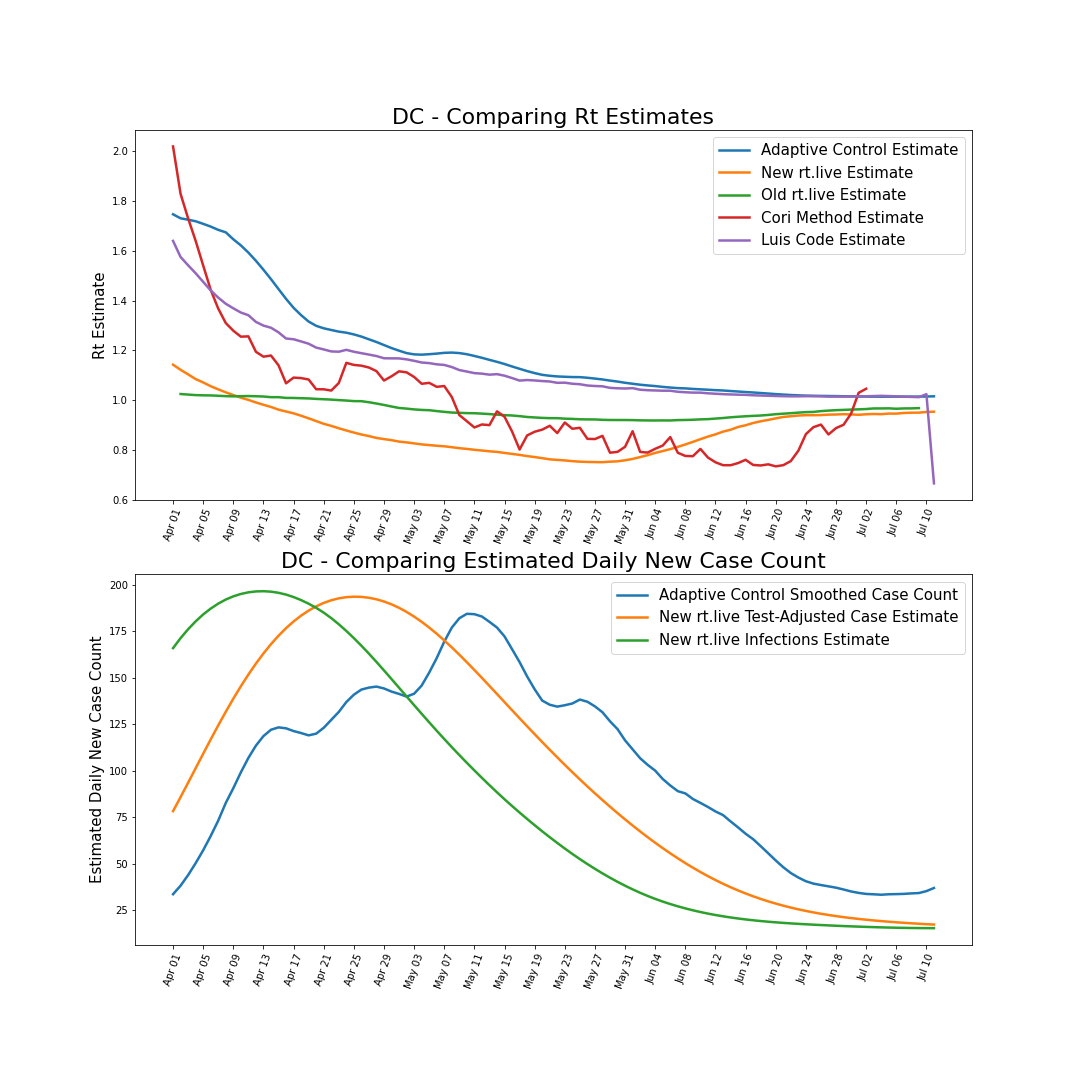 DC - Comparing Rt Estimates
Rt Estimate
2.0
1.8
1.6
1.4
1.2
1.0
0.8
0.6
Adaptive Control Estimate
New rt.live Estimate
Old rt.live Estimate
Cori Method Estimate
Luis Code Estimate
Apr 01
Apr 05
Apr 09
Apr 13
Apr 17
Apr 21
Apr 25
Apr 29
May 03
May 07
May 11
May 15
May 19
May 23
May 27
May 31
Jun 04
Jun 08
Jun 12
Jun 16
Jun 20
Jun 24
Jun 28
Jul 02
Jul 06
Jul 10
DC - Comparing Estimated Daily New Case Count
Estimated Daily New Case Count
200
175
150
125
100
75
50
25
Adaptive Control Smoothed Case Count
New rt.live Test-Adjusted Case Estimate
New rt.live Infections Estimate
Apr 01
Apr 05
Apr 09
Apr 13
Apr 17
Apr 21
Apr 25
Apr 29
May 03
May 07
May 11
May 15
May 19
May 23
May 27
May 31
Jun 04
Jun 08
Jun 12
Jun 16
Jun 20
Jun 24
Jun 28
Jul 02
Jul 06
Jul 10